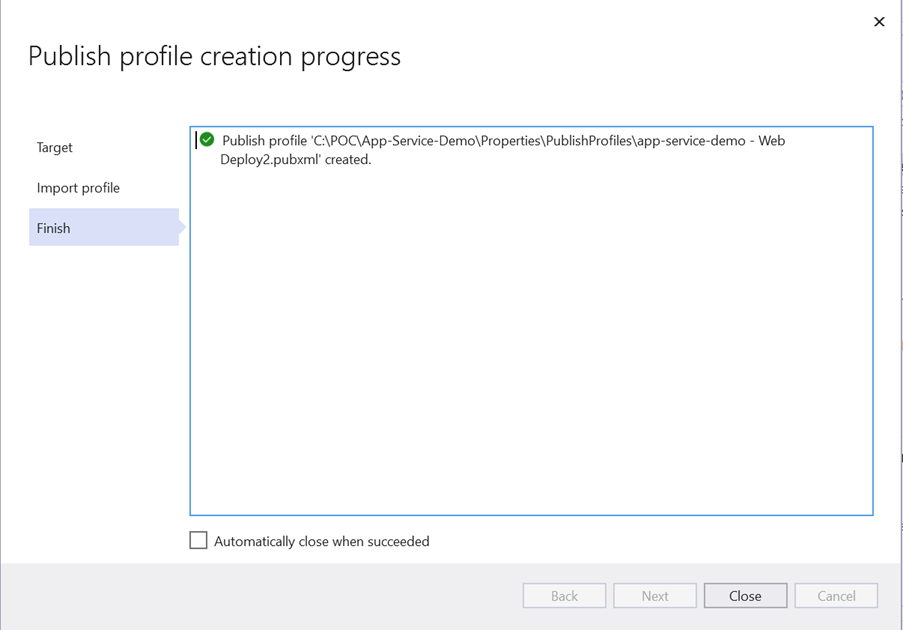 Publish profile creation progress
Target
Import profile
Finish
Publish profile 'C:\POC\App-Service-Demo\Properties\PublishProfiles\app-service-demo - Web
Deploy2.pubxml' created.
Automatically close when succeeded
Back
Next
Close
Cancel